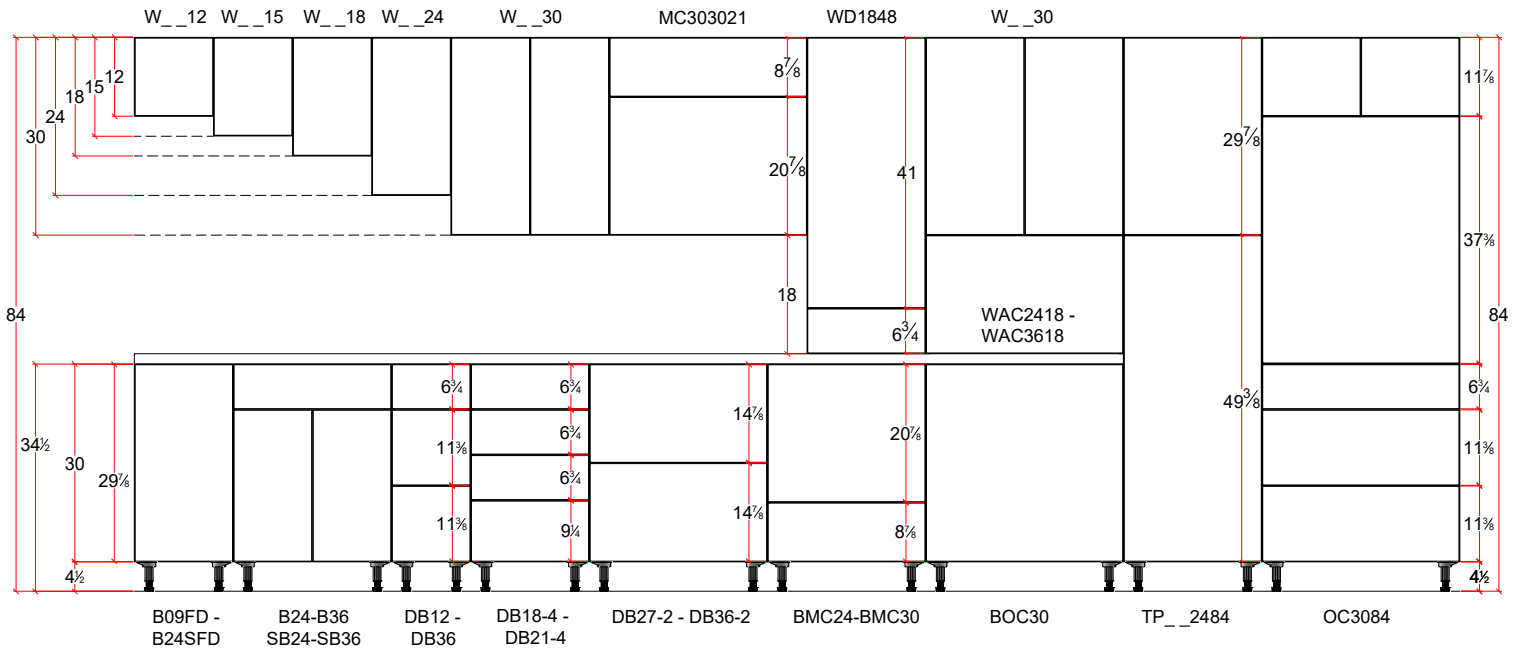 W_ _12 W_ _15 W_ _18 W_ _24 W_ _30 MC303021 WD1848 W_ _30
12
15
18
24
30
84
8⅞
20⅞
18
41
6¾
WAC2418 -
WAC3618
29⅞
49⅜
11⅞
37⅜
84
6¾
11⅜
11⅜
4½
34½
30
29⅞
4½
6¾
11⅜
11⅜
6¾
6¾
6¾
9¼
14⅞
14⅞
20⅞
8⅞
B09FD -
B24SFD
B24-B36
SB24-SB36
DB12 -
DB36
DB18-4 -
DB21-4
DB27-2 - DB36-2
BMC24-BMC30
BOC30
TP_ _2484
OC3084